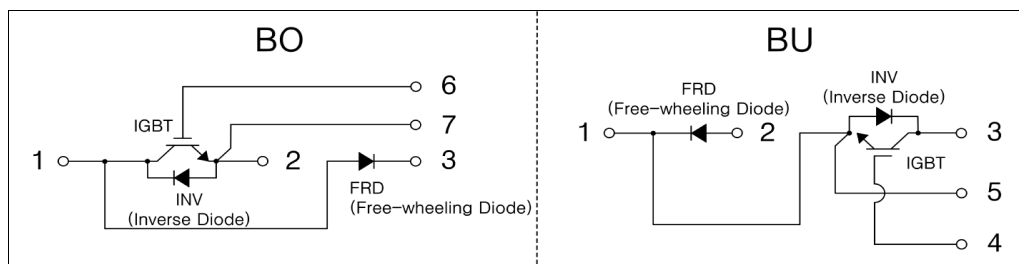 BO
6
IGBT
7
1
2
3
INV
(Inverse Diode)
FRD
(Free-wheeling Diode)
BU
INV
(Inverse Diode)
FRD
(Free-wheeling Diode)
1
2
3
IGBT
5
4